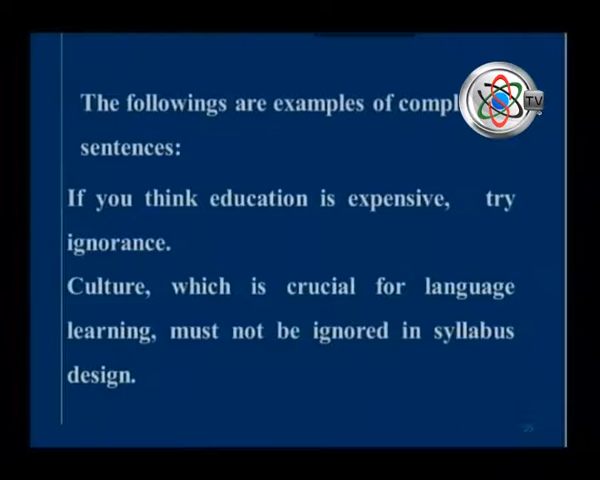 The followings are examples of compl
sentences:
If you think education is expensive, try
ignorance.
Culture, which is crucial for language
learning, must not be ignored in syllabus
design.
TV
25